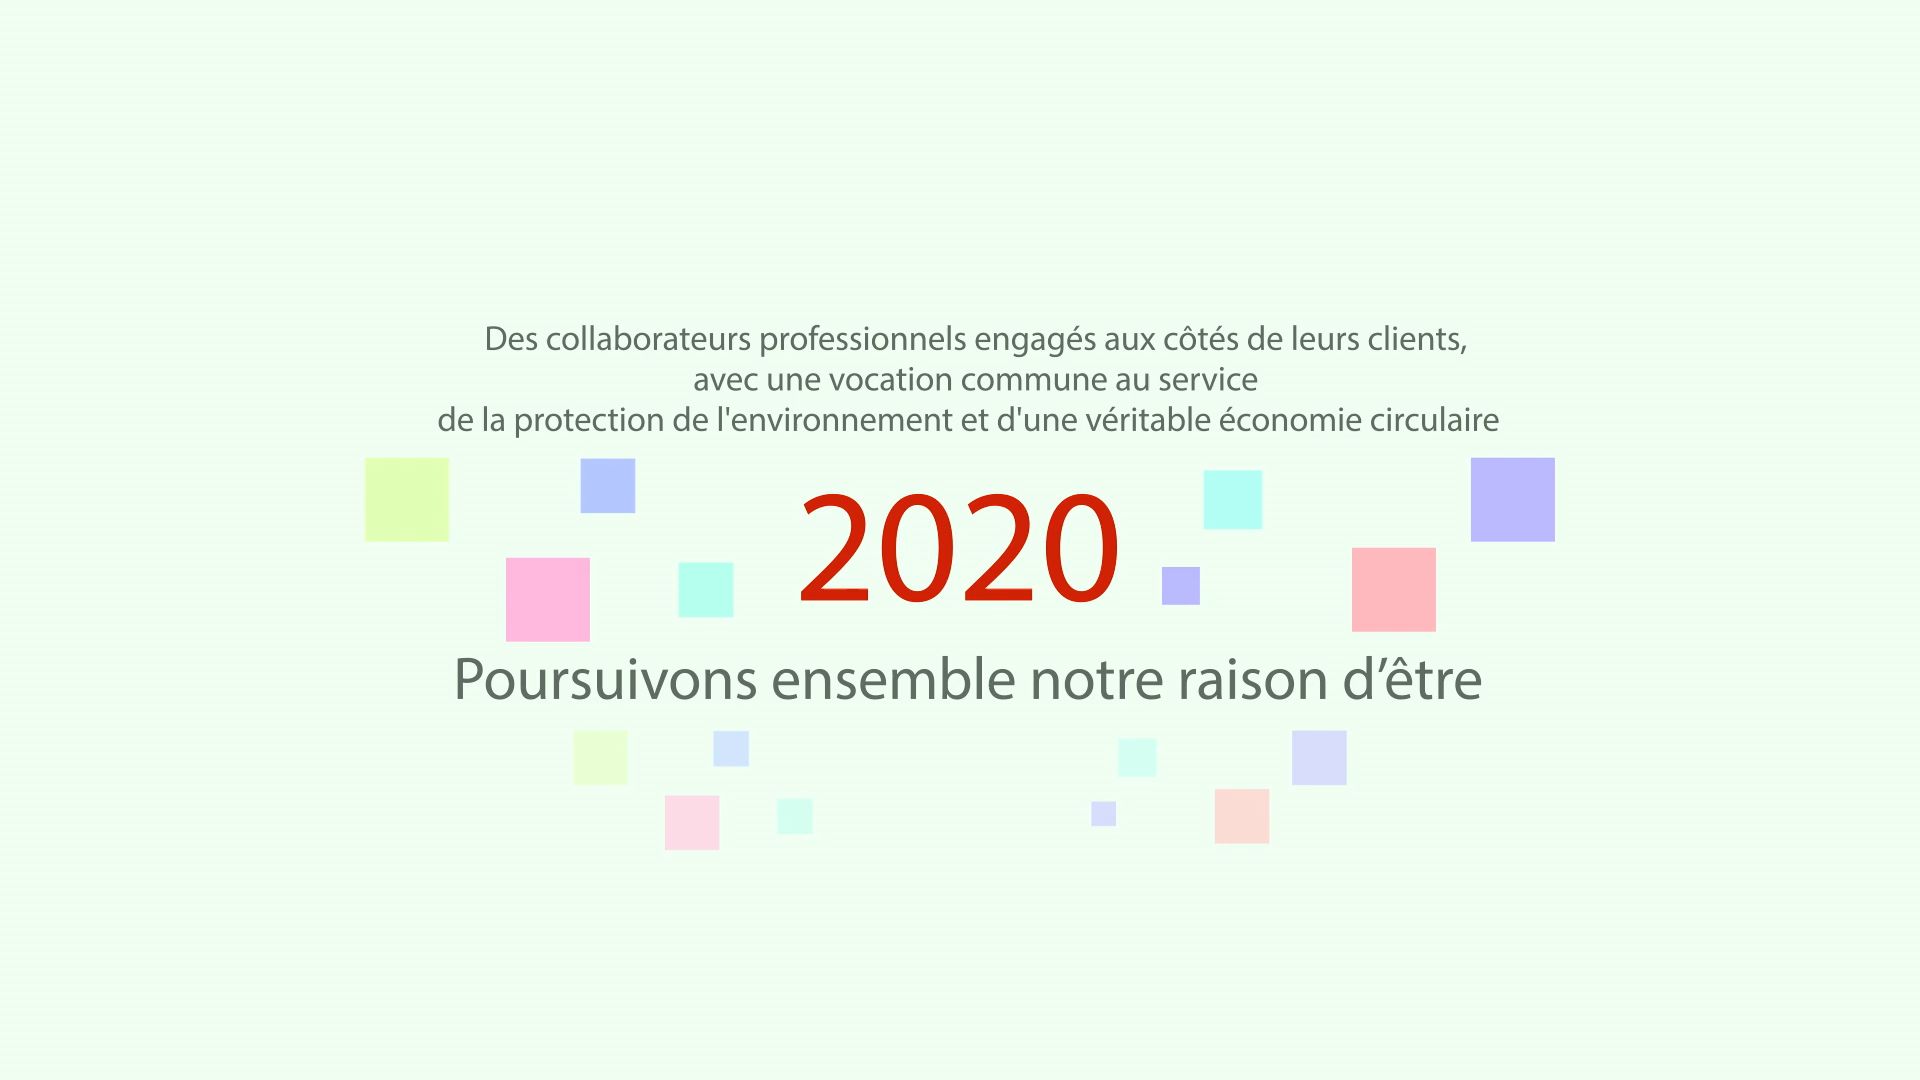 Des collaborateurs professionnels engagés aux côtés de leurs clients,
avec une vocation commune au service
de la protection de l'environnement et d'une véritable économie circulaire
2020
Poursuivons ensemble notre raison d’être